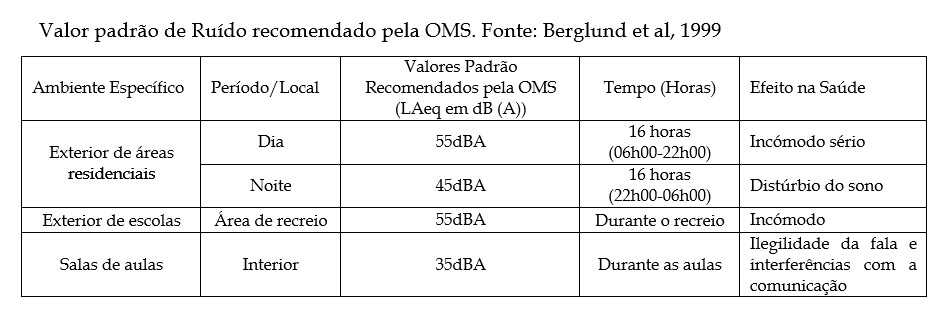 Valor padrão de Ruído recomendado pela OMS. Fonte: Berglund et al, 1999
Ambiente Específico
Período/Local
Valores Padrão
Recomendados pela OMS
(LAeq em dB (A))
Tempo (Horas)
Efeito na Saúde
Exterior de áreas
residenciais
Dia
55dBA
16 horas
(06h00-22h00)
Incómodo sério
Noite
45dBA
16 horas
(22h00-06h00)
Distúrbio do sono
Exterior de escolas
Área de recreio
55dBA
Durante o recreio
Incómodo
Salas de aulas
Interior
35dBA
Durante as aulas
Ilegilidade da fala e
interferências com a
comunicação